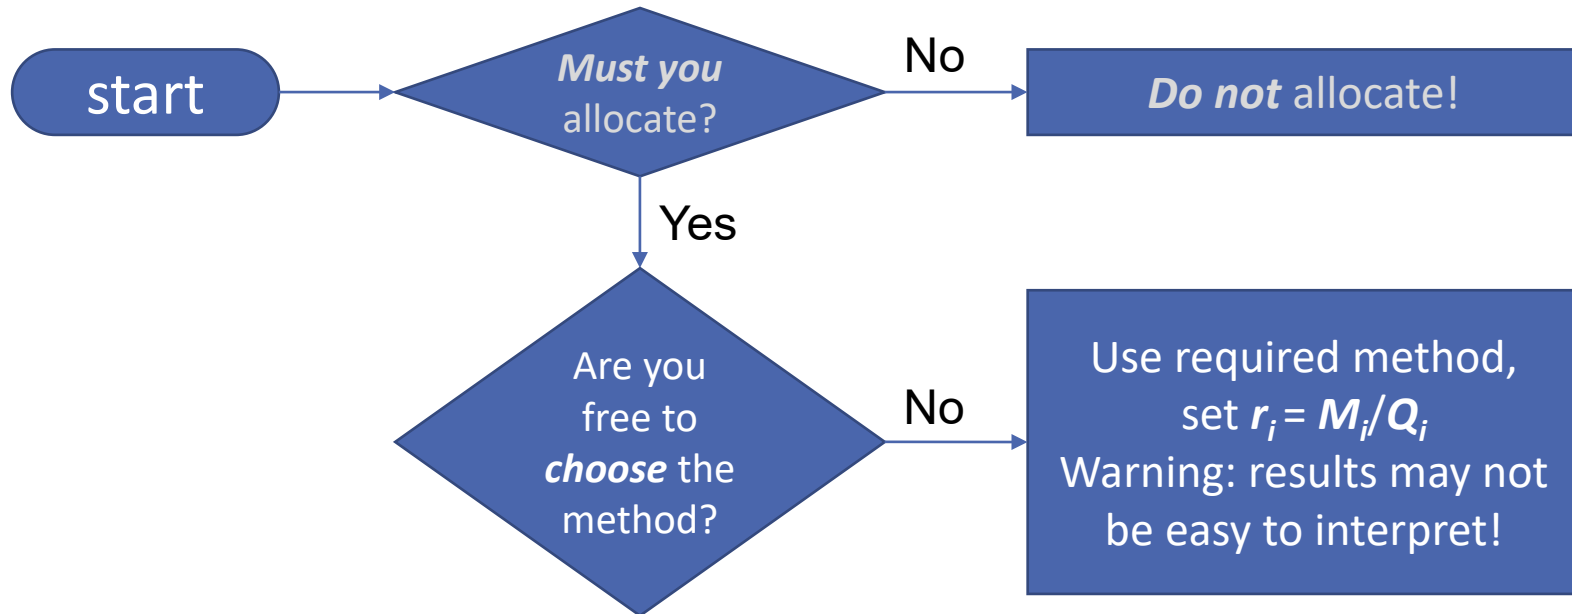 start
Must you
allocate?
No
Do not allocate!
Yes
Are you
free to
choose the
method?
No
Use required method,
set rᵢ = Mᵢ/Qᵢ
Warning: results may not
be easy to interpret!